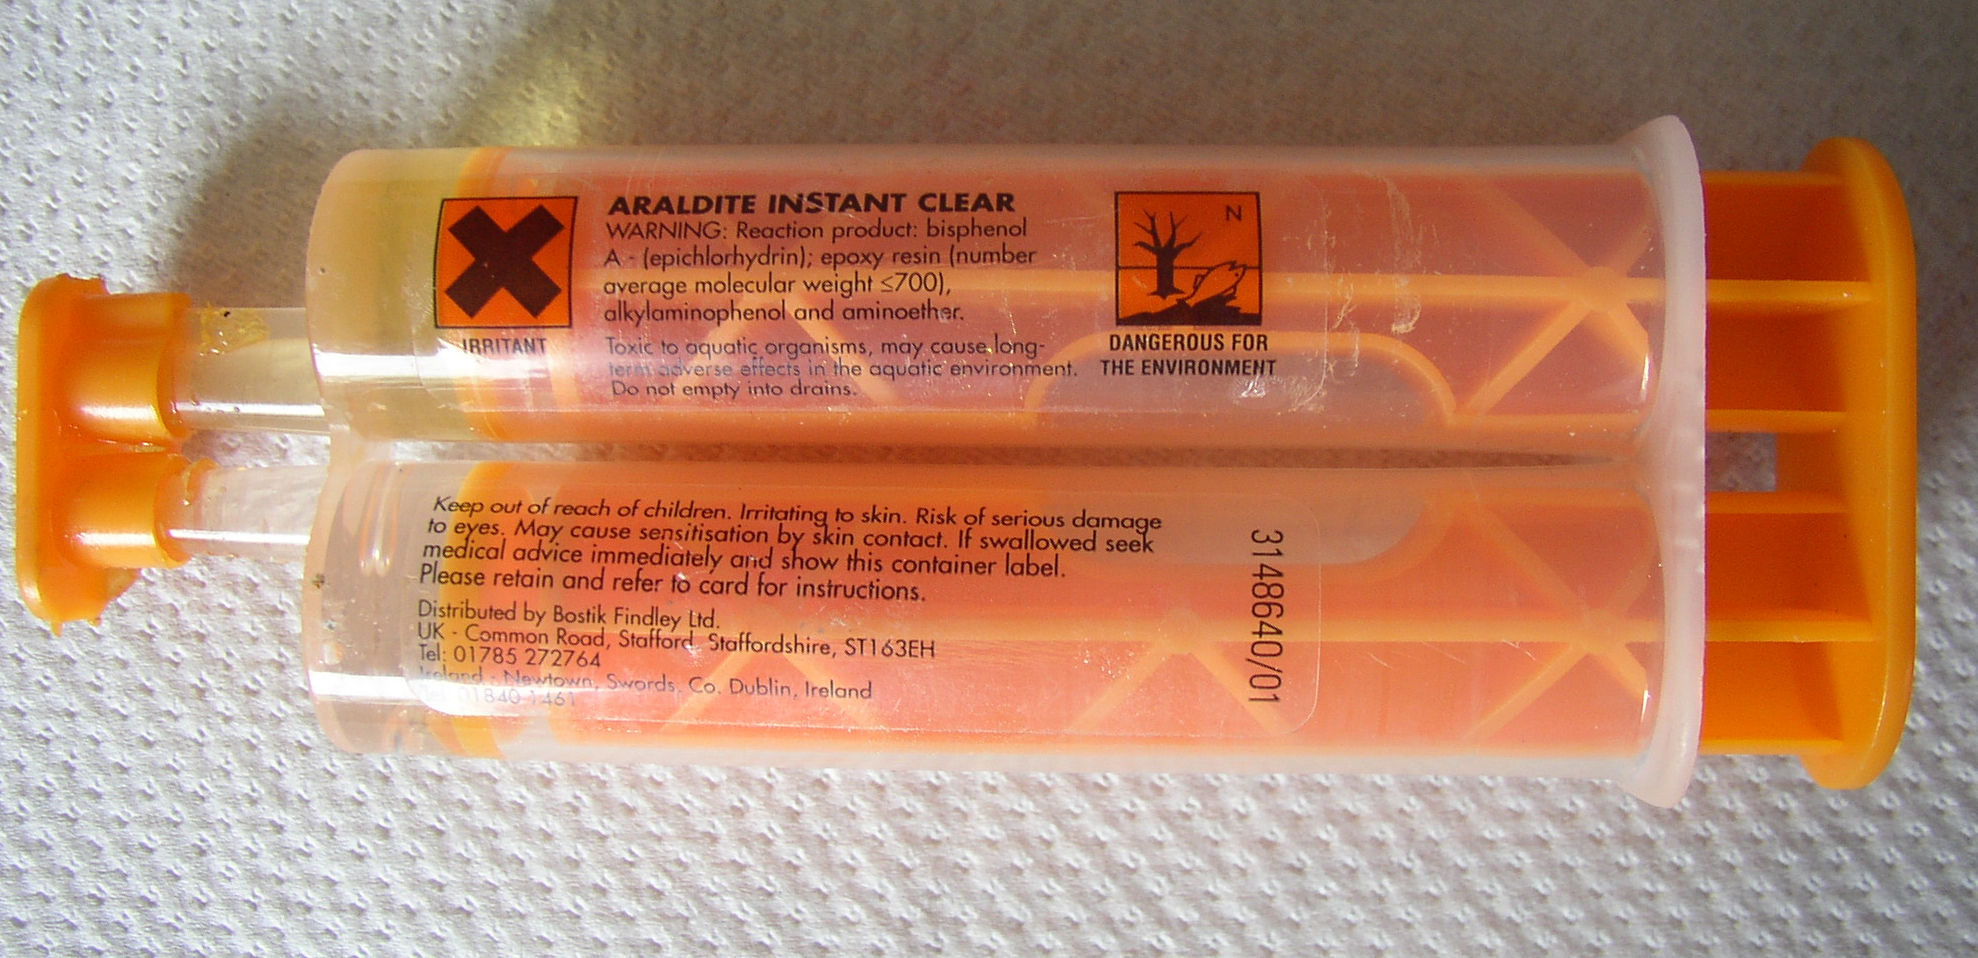 ARALDITE INSTANT CLEAR
WARNING: Reaction product: bisphenol
A - (epichlorhydrin); epoxy resin (number
average molecular weight ≤700),
alkylaminophenol and aminoether.
Toxic to aquatic organisms, may cause long-
term adverse effects in the aquatic environment.
Do not empty into drains.
IRRITANT
N
DANGEROUS FOR
THE ENVIRONMENT
Keep out of reach of children. Irritating to skin. Risk of serious damage
to eyes. May cause sensitisation by skin contact. If swallowed seek
medical advice immediately and show this container label.
Please retain and refer to card for instructions.
Distributed by Bostik Findley Ltd.
UK - Common Road, Stafford, Staffordshire, ST163EH
Tel: 01785 272764
Ireland - Newtown, Swords, Co. Dublin, Ireland
Tel: 01840-1461
3148640/01